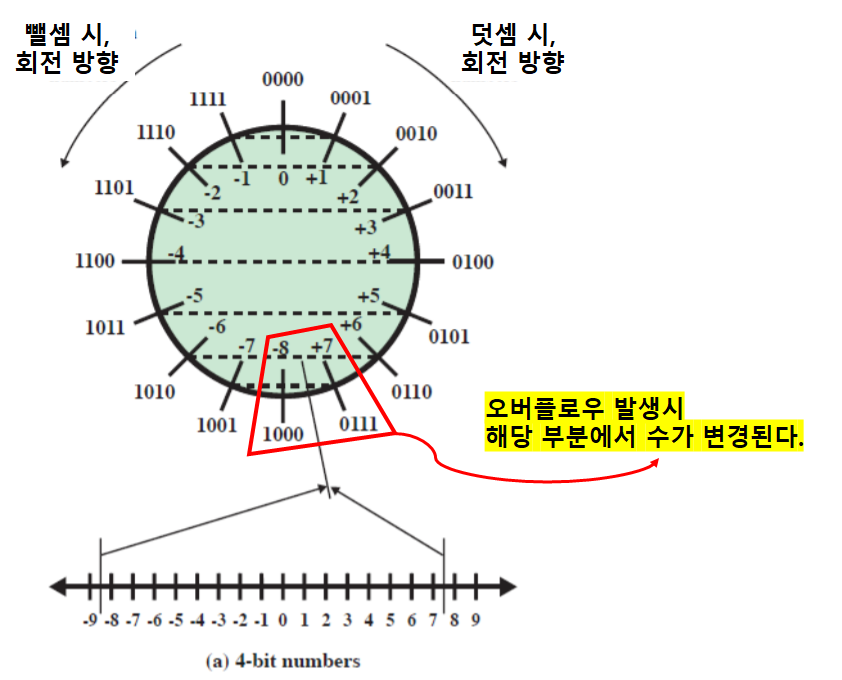 뺄셈 시,
회전 방향
덧셈 시,
회전 방향
0000
1111
0001
1110
0010
1101
0011
1100
0100
1011
0101
1010
0110
1001
0111
1000
-1 0 +1
-2 +2
-3 +3
-4 +4
-5 +5
-6 +6
-7 -8 +7
오버플로우 발생시
해당 부분에서 수가 변경된다.
-9 -8 -7 -6 -5 -4 -3 -2 -1 0 1 2 3 4 5 6 7 8 9
(a) 4-bit numbers